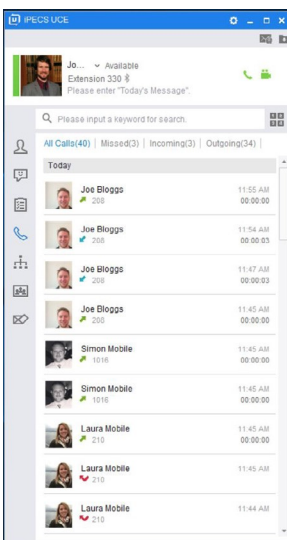 iPECS UCE
Jo... Available
Extension 330
Please enter "Today's Message".
Please input a keyword for search.
All Calls(40) | Missed(3) | Incoming(3) | Outgoing(34) |
Today
Joe Bloggs 11:55 AM
208 00:00:00
Joe Bloggs 11:54 AM
208 00:00:03
Joe Bloggs 11:47 AM
208 00:00:03
Joe Bloggs 11:45 AM
208 00:00:00
Simon Mobile 11:45 AM
1016 00:00:00
Simon Mobile 11:45 AM
1016 00:00:00
Laura Mobile 11:45 AM
210 00:00:00
Laura Mobile 11:45 AM
210
Laura Mobile 11:44 AM
210